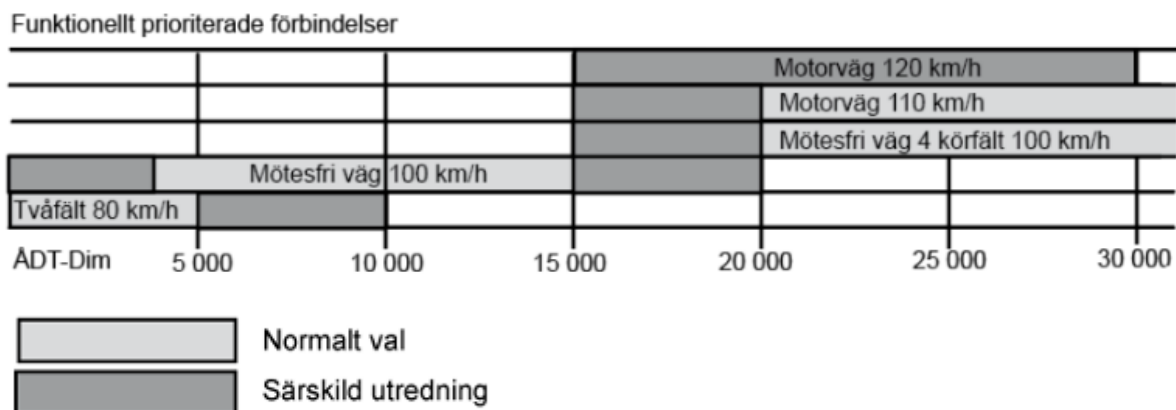 Funktionellt prioriterade förbindelser
Motorväg 120 km/h
Motorväg 110 km/h
Mötesfri väg 4 körfält 100 km/h
Mötesfri väg 100 km/h
Tvåfält 80 km/h
ÅDT-Dim 5 000 10 000 15 000 20 000 25 000 30 000
Normalt val
Särskild utredning